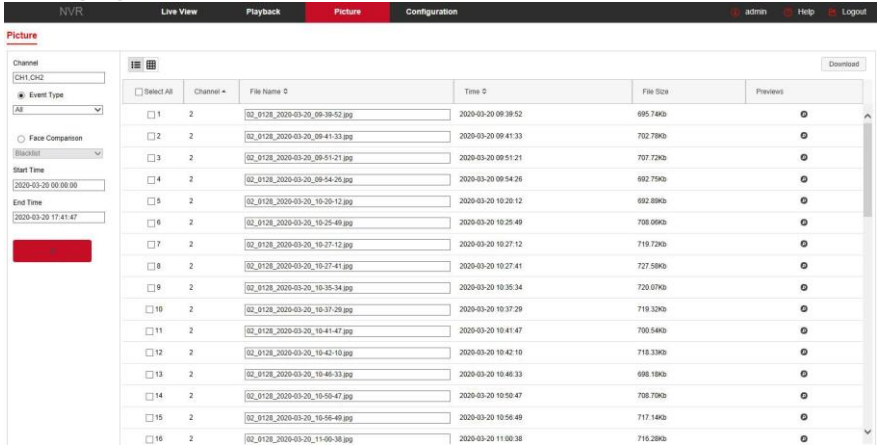 NVR Live View Playback Picture Configuration admin Help Logout
Picture
Channel
CH1,CH2
Event Type
All
Face Comparison
Blacklist
Start Time
2020-03-20 00:00:00
End Time
2020-03-20 17:41:47
Download
Select All Channel File Name Time File Size Previews
1 2 02_0128_2020-03-20_09-39-52.jpg 2020-03-20 09:39:52 695.74Kb
2 2 02_0128_2020-03-20_09-41-33.jpg 2020-03-20 09:41:33 702.78Kb
3 2 02_0128_2020-03-20_09-51-21.jpg 2020-03-20 09:51:21 707.72Kb
4 2 02_0128_2020-03-20_09-54-26.jpg 2020-03-20 09:54:26 692.75Kb
5 2 02_0128_2020-03-20_10-20-12.jpg 2020-03-20 10:20:12 692.89Kb
6 2 02_0128_2020-03-20_10-25-49.jpg 2020-03-20 10:25:49 708.06Kb
7 2 02_0128_2020-03-20_10-27-12.jpg 2020-03-20 10:27:12 719.72Kb
8 2 02_0128_2020-03-20_10-27-41.jpg 2020-03-20 10:27:41 727.58Kb
9 2 02_0128_2020-03-20_10-35-34.jpg 2020-03-20 10:35:34 720.07Kb
10 2 02_0128_2020-03-20_10-37-29.jpg 2020-03-20 10:37:29 719.32Kb
11 2 02_0128_2020-03-20_10-41-47.jpg 2020-03-20 10:41:47 700.54Kb
12 2 02_0128_2020-03-20_10-42-10.jpg 2020-03-20 10:42:10 718.33Kb
13 2 02_0128_2020-03-20_10-46-33.jpg 2020-03-20 10:46:33 698.18Kb
14 2 02_0128_2020-03-20_10-50-47.jpg 2020-03-20 10:50:47 708.70Kb
15 2 02_0128_2020-03-20_10-56-49.jpg 2020-03-20 10:56:49 717.14Kb
16 2 02_0128_2020-03-20_11-00-38.jpg 2020-03-20 11:00:38 716.28Kb